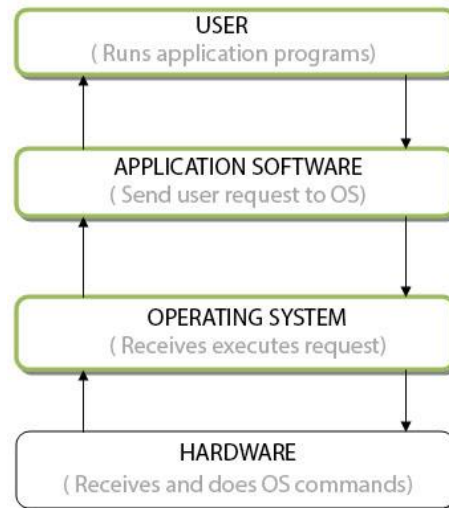 USER
( Runs application programs)
APPLICATION SOFTWARE
( Send user request to OS)
OPERATING SYSTEM
( Receives executes request)
HARDWARE
( Receives and does OS commands)